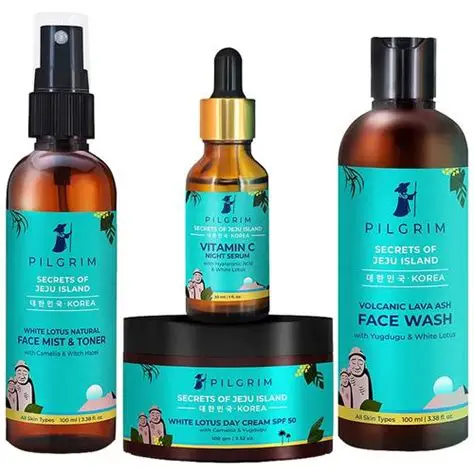 PILGRIM
SECRETS OF
JEJU ISLAND
대한민국·KOREA
WHITE LOTUS NATURAL
FACE MIST & TONER
with Camellia & Witch Hazel
All Skin Types 100 ml | 3.38 fl. oz.
PILGRIM
SECRETS OF JEJU ISLAND
대한민국·KOREA
VITAMIN C
NIGHT SERUM
with Hyaluronic Acid
& White Lotus
30 ml | 1 fl. oz.
PILGRIM
SECRETS OF JEJU ISLAND
대한민국·KOREA
WHITE LOTUS DAY CREAM SPF 50
with Camellia & Yugdugu
100 gm | 3.52 oz.
PILGRIM
SECRETS OF
JEJU ISLAND
대한민국·KOREA
VOLCANIC LAVA ASH
FACE WASH
with Yugdugu & White Lotus
All Skin Types 100 ml | 3.38 fl. oz.